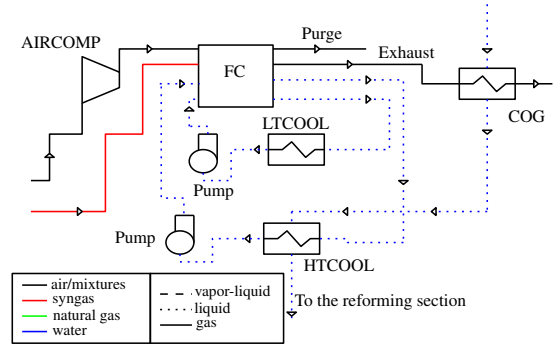 Purge
AIRCOMP
Exhaust
FC
COG
LTCOOL
Pump
Pump
HTCOOL
To the reforming section
air/mixtures
syngas
natural gas
water
vapor-liquid
liquid
gas